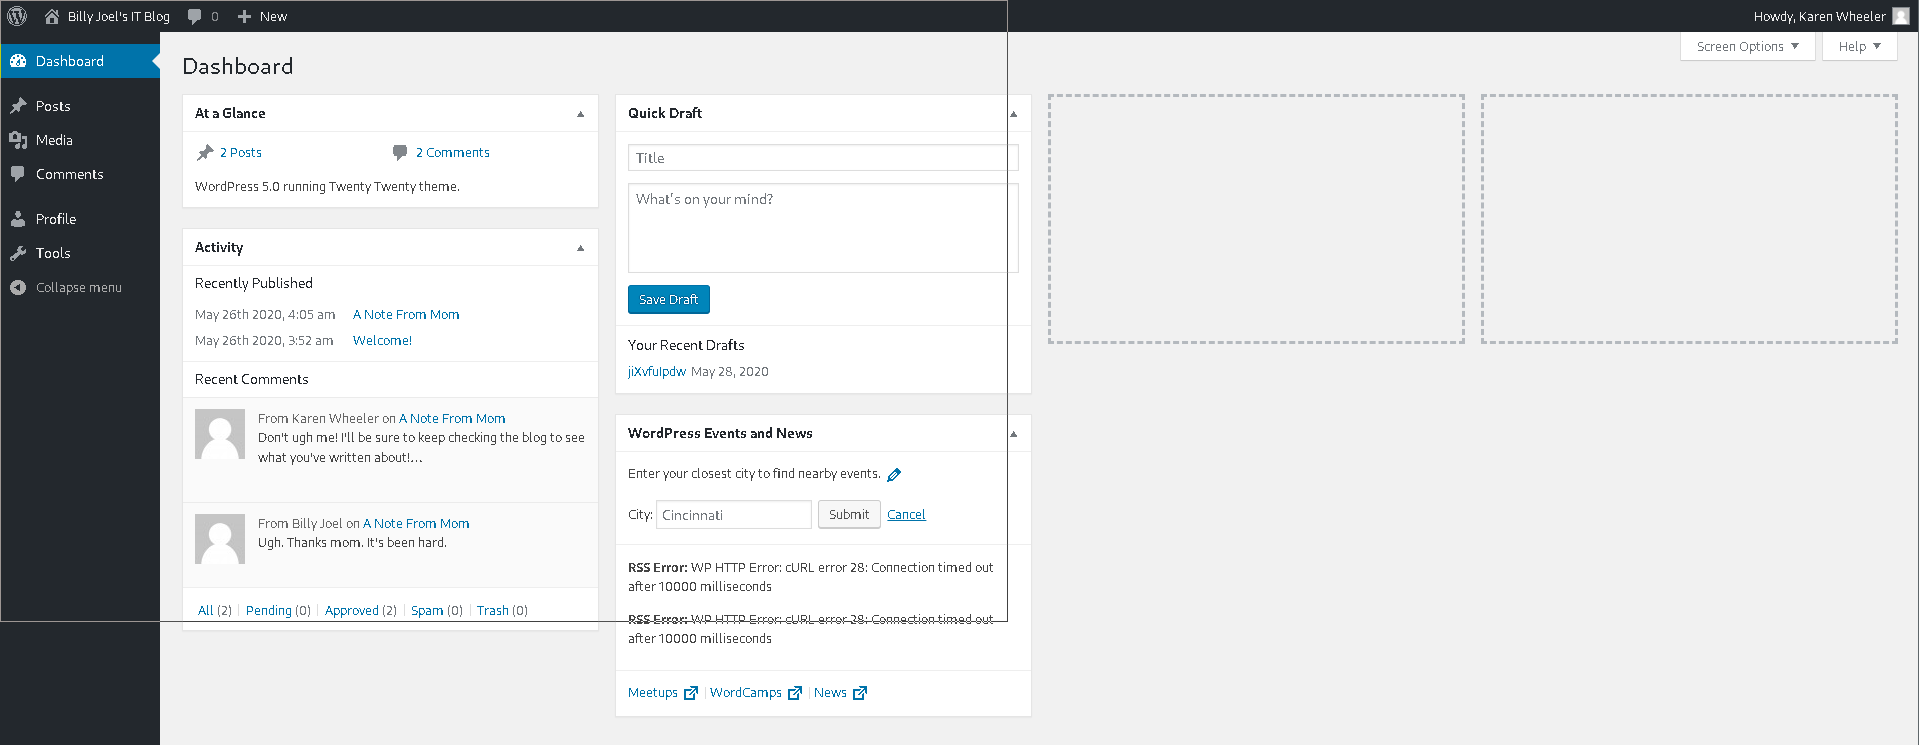 Billy Joel's IT Blog 0 New Howdy, Karen Wheeler
Screen Options Help
Dashboard
Posts
Media
Comments
Profile
Tools
Collapse menu
Dashboard
At a Glance
2 Posts 2 Comments
WordPress 5.0 running Twenty Twenty theme.
Activity
Recently Published
May 26th 2020, 4:05 am A Note From Mom
May 26th 2020, 3:52 am Welcome!
Recent Comments
From Karen Wheeler on A Note From Mom
Don't ugh me! I'll be sure to keep checking the blog to see
what you've written about!…
From Billy Joel on A Note From Mom
Ugh. Thanks mom. It's been hard.
All (2) | Pending (0) | Approved (2) | Spam (0) | Trash (0)
Quick Draft
Title
What's on your mind?
Save Draft
Your Recent Drafts
jiXvfuIpdw May 28, 2020
WordPress Events and News
Enter your closest city to find nearby events.
City: Cincinnati Submit Cancel
RSS Error: WP HTTP Error: cURL error 28: Connection timed out
after 10000 milliseconds
RSS Error: WP HTTP Error: cURL error 28: Connection timed out
after 10000 milliseconds
Meetups | WordCamps | News